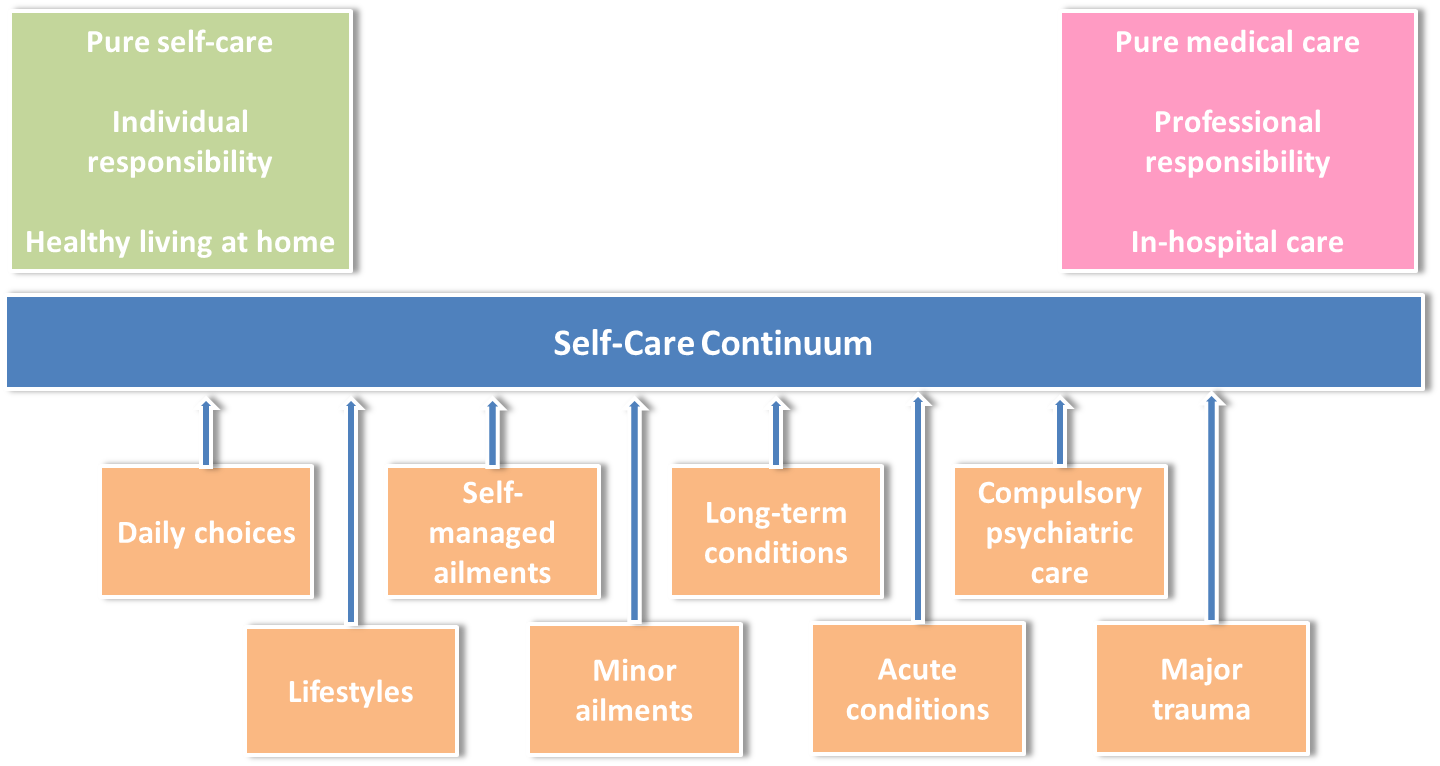 Pure self-care
Individual
responsibility
Healthy living at home
Pure medical care
Professional
responsibility
In-hospital care
Self-Care Continuum
Daily choices
Self-
managed
ailments
Long-term
conditions
Compulsory
psychiatric
care
Lifestyles
Minor
ailments
Acute
conditions
Major
trauma